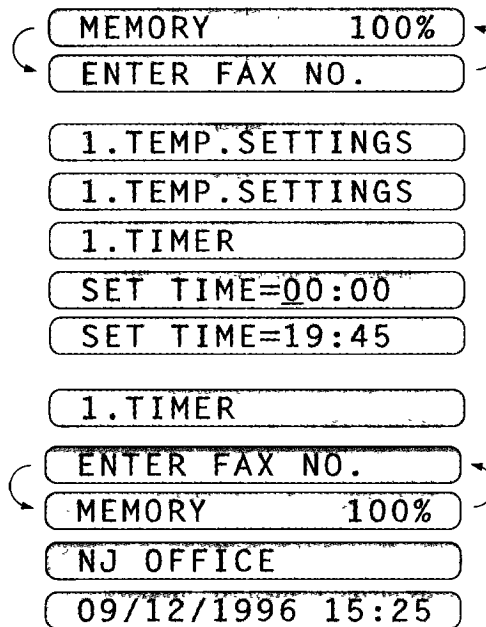 MEMORY 100%
ENTER FAX NO.
1.TEMP.SETTINGS
1.TEMP.SETTINGS
1.TIMER
SET TIME=00:00
SET TIME=19:45
1.TIMER
ENTER FAX NO.
MEMORY 100%
NJ OFFICE
09/12/1996 15:25